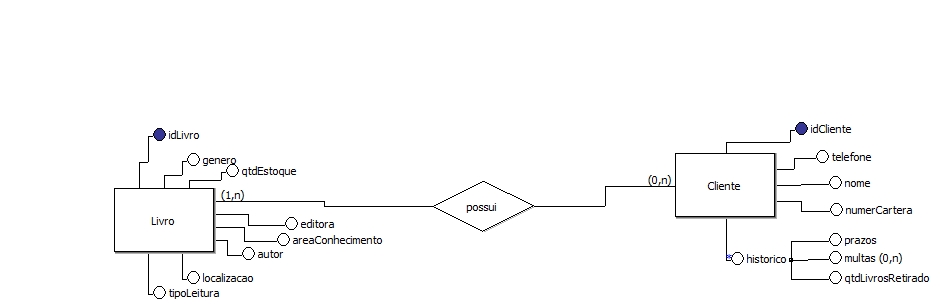 idLivro
genero
qtdEstoque
(1,n)
Livro
editora
areaConhecimento
autor
localizacao
tipoLeitura
possui
(0,n)
Cliente
idCliente
telefone
nome
numerCartera
historico
prazos
multas (0,n)
qtdLivrosRetirado